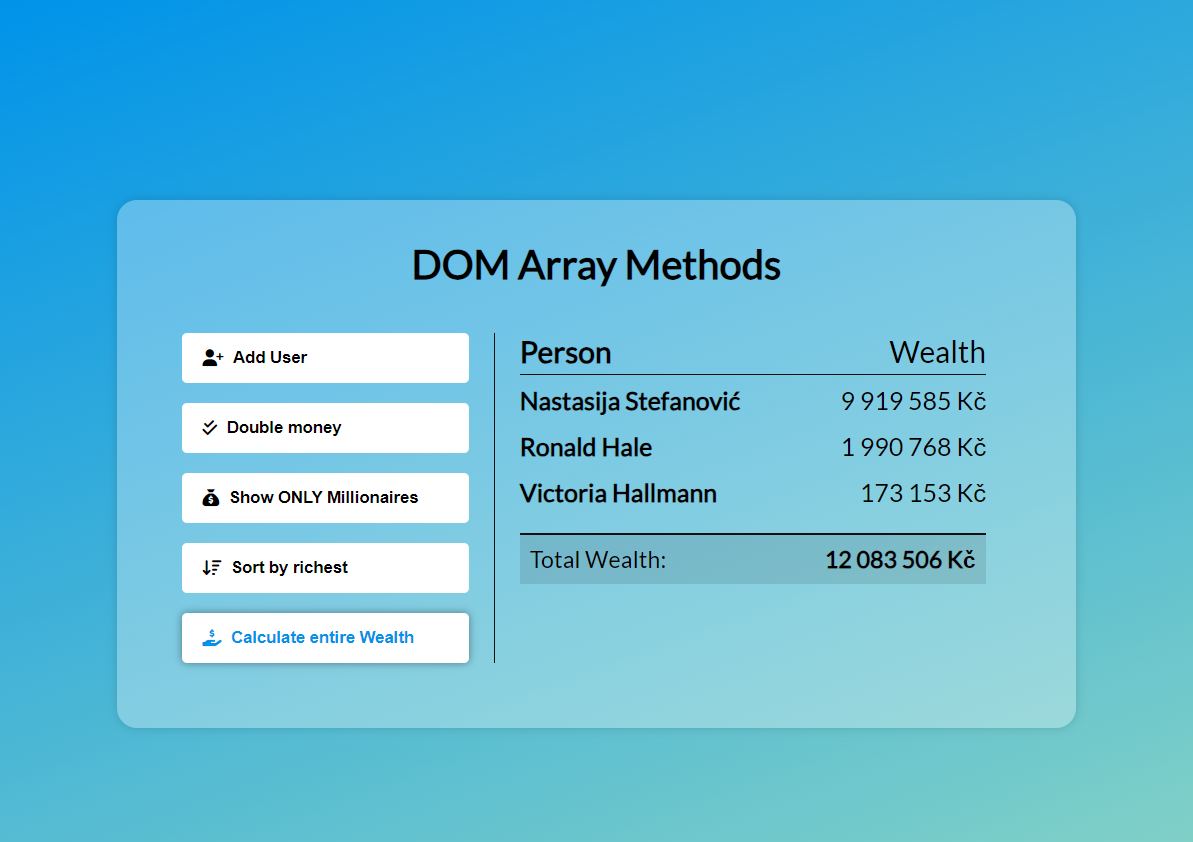 DOM Array Methods
Add User
Double money
Show ONLY Millionaires
Sort by richest
Calculate entire Wealth
Person Wealth
Nastasija Stefanović 9 919 585 Kč
Ronald Hale 1 990 768 Kč
Victoria Hallmann 173 153 Kč
Total Wealth: 12 083 506 Kč